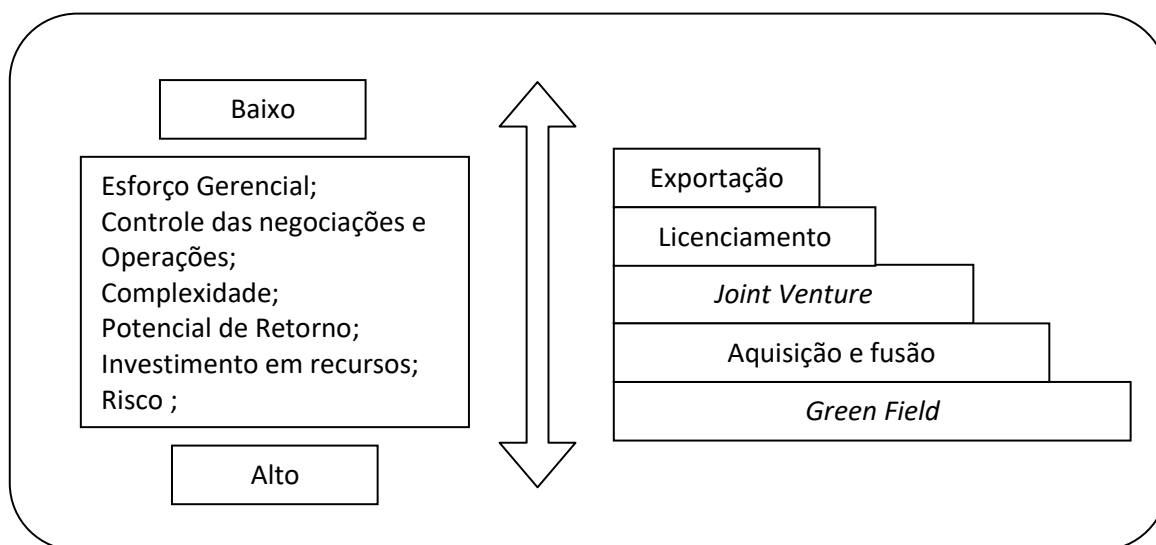 Baixo
Esforço Gerencial;
Controle das negociações e
Operações;
Complexidade;
Potencial de Retorno;
Investimento em recursos;
Risco ;
Alto
Exportação
Licenciamento
Joint Venture
Aquisição e fusão
Green Field